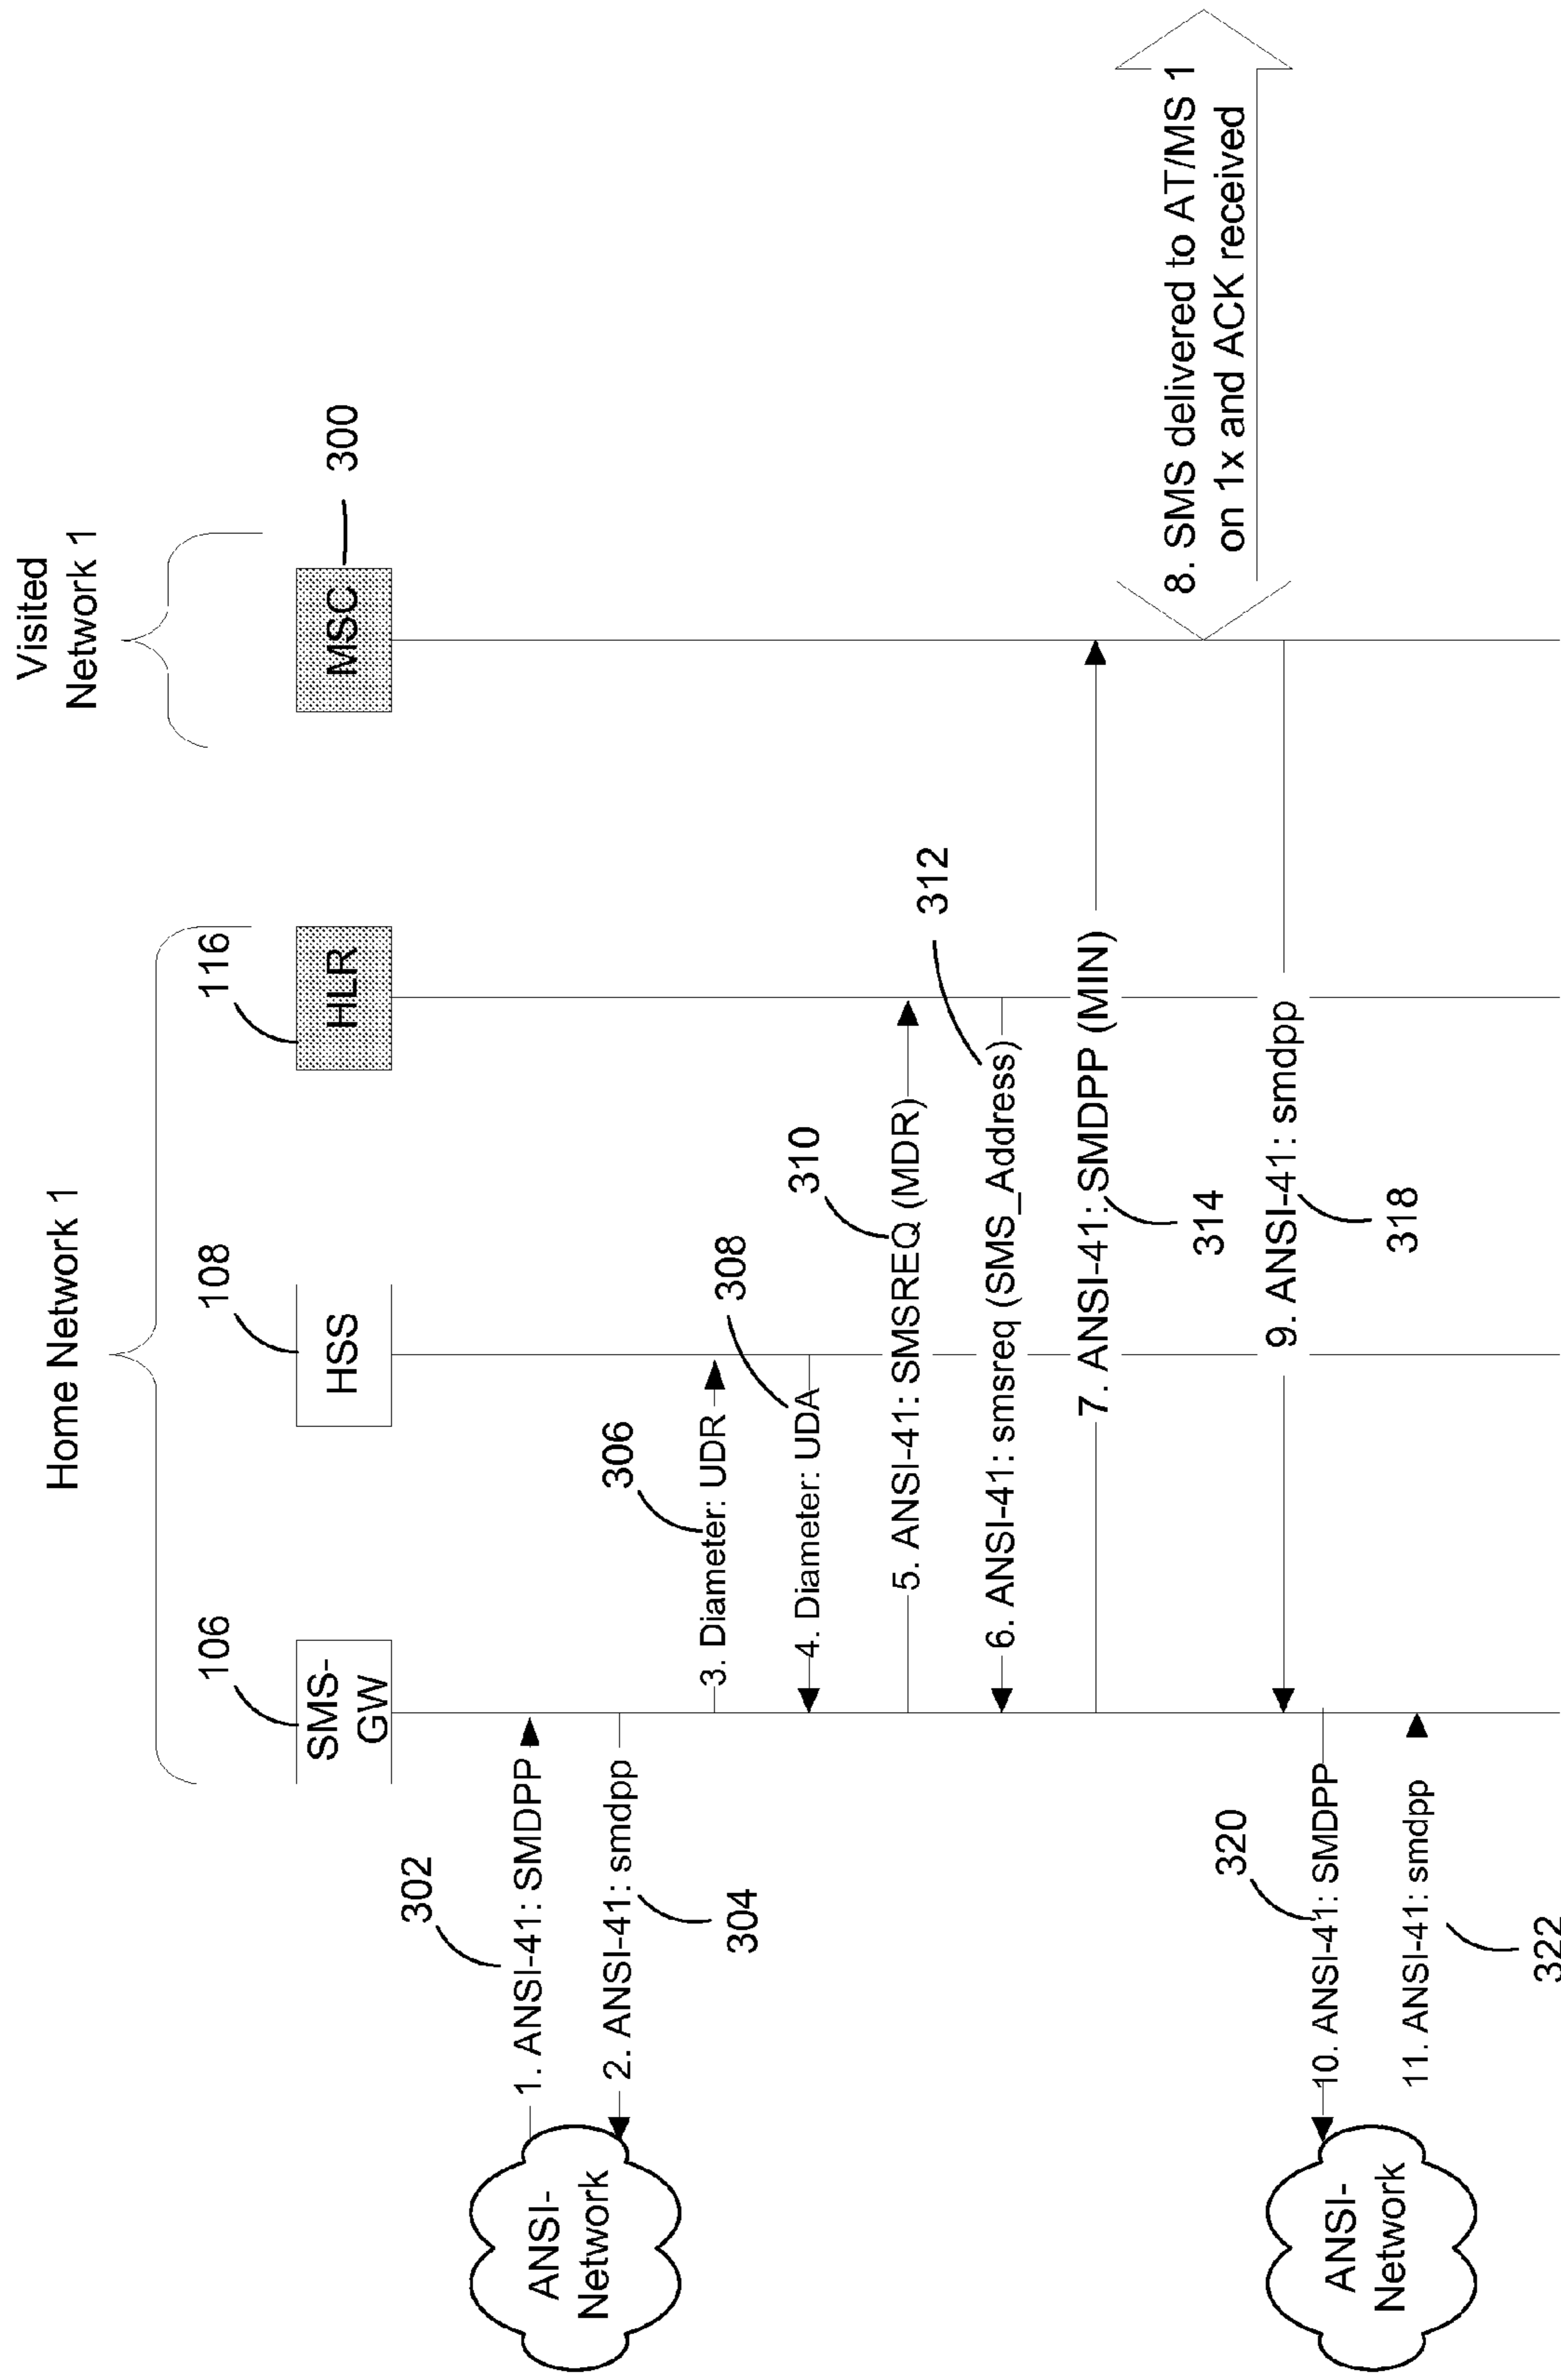 Home Network 1
Visited
Network 1
106
108
116
300
SMS-
GW
HSS
HLR
MSC
302
1. ANSI-41: SMDPP
ANSI-
Network
2. ANSI-41: smdpp
304
306
3. Diameter: UDR
308
4. Diameter: UDA
310
5. ANSI-41: SMSREQ (MDR)
312
6. ANSI-41: smsreq (SMS_Address)
7. ANSI-41: SMDPP (MIN)
314
8. SMS delivered to AT/MS 1
on 1x and ACK received
9. ANSI-41: smdpp
318
320
10. ANSI-41: SMDPP
ANSI-
Network
11. ANSI-41: smdpp
322